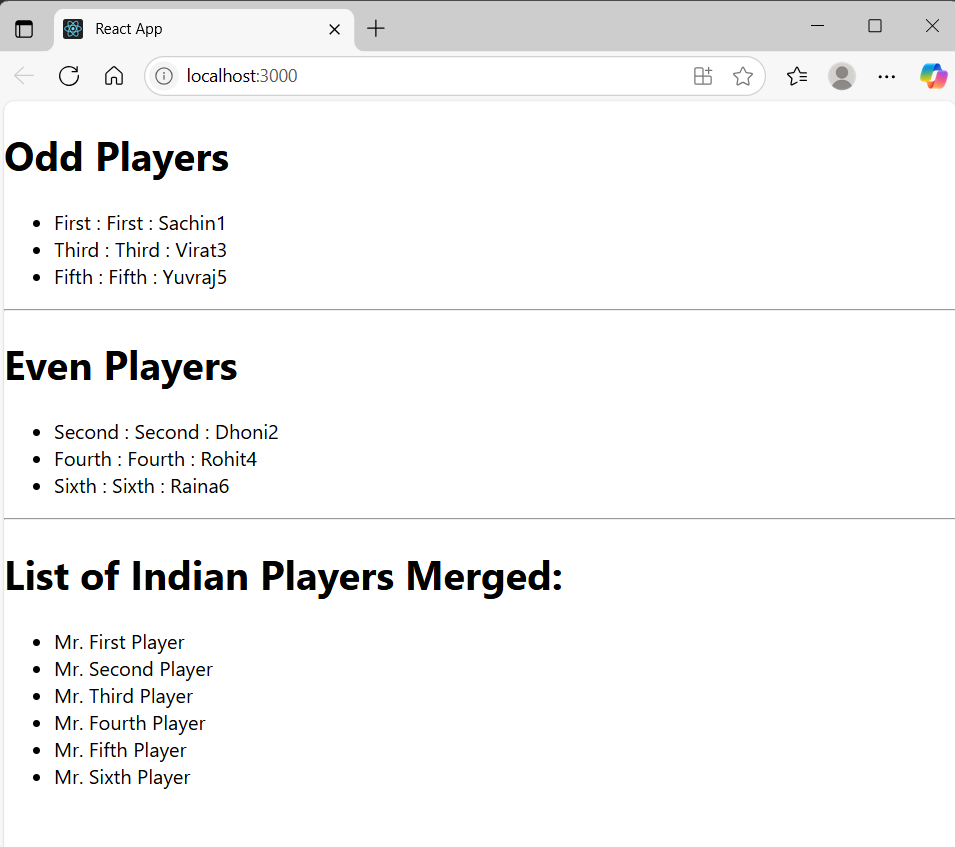 React App
localhost:3000
Odd Players
First : First : Sachin1
Third : Third : Virat3
Fifth : Fifth : Yuvraj5
Even Players
Second : Second : Dhoni2
Fourth : Fourth : Rohit4
Sixth : Sixth : Raina6
List of Indian Players Merged:
Mr. First Player
Mr. Second Player
Mr. Third Player
Mr. Fourth Player
Mr. Fifth Player
Mr. Sixth Player